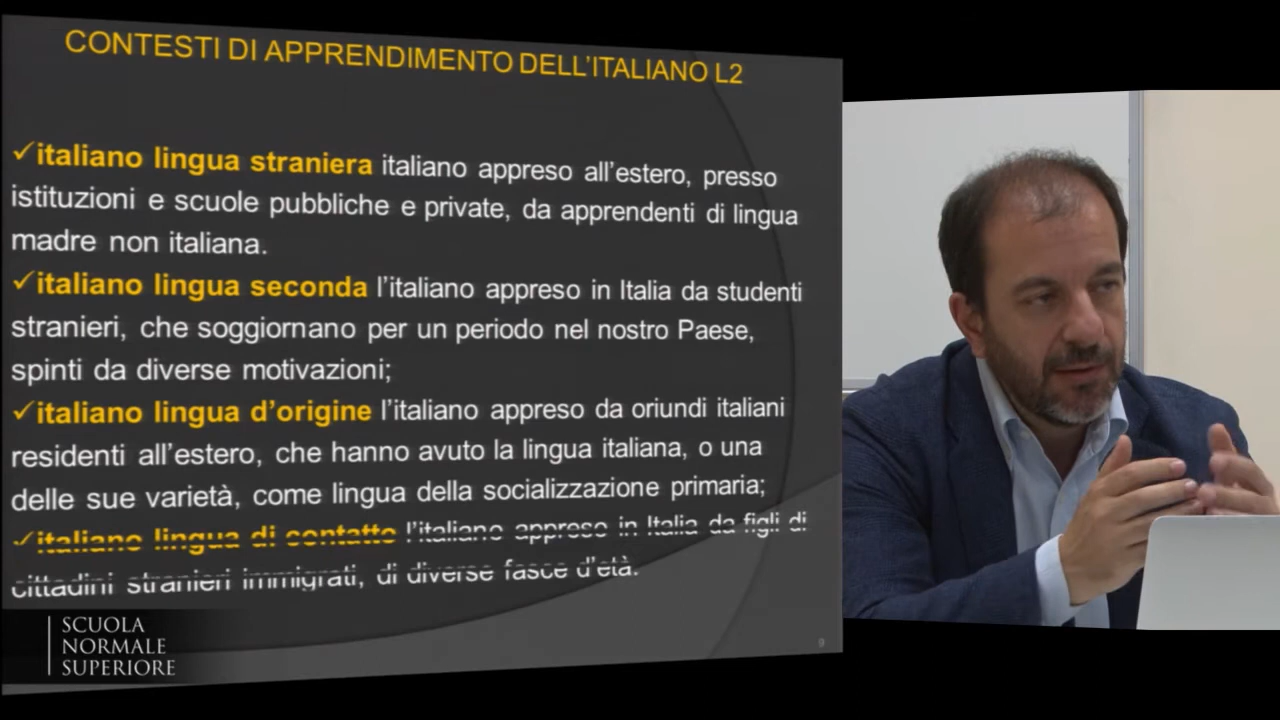 CONTESTI DI APPRENDIMENTO DELL'ITALIANO L2
✓italiano lingua straniera italiano appreso all'estero, presso
istituzioni e scuole pubbliche e private, da apprendenti di lingua
madre non italiana.
✓italiano lingua seconda l'italiano appreso in Italia da studenti
stranieri, che soggiornano per un periodo nel nostro Paese,
spinti da diverse motivazioni;
✓italiano lingua d'origine l'italiano appreso da oriundi italiani
residenti all'estero, che hanno avuto la lingua italiana, o una
delle sue varietà, come lingua della socializzazione primaria;
✓italiano lingua di contatto l'italiano appreso in Italia da figli di
cittadini stranieri immigrati, di diverse fasce d'età.
SCUOLA
NORMALE
SUPERIORE
9